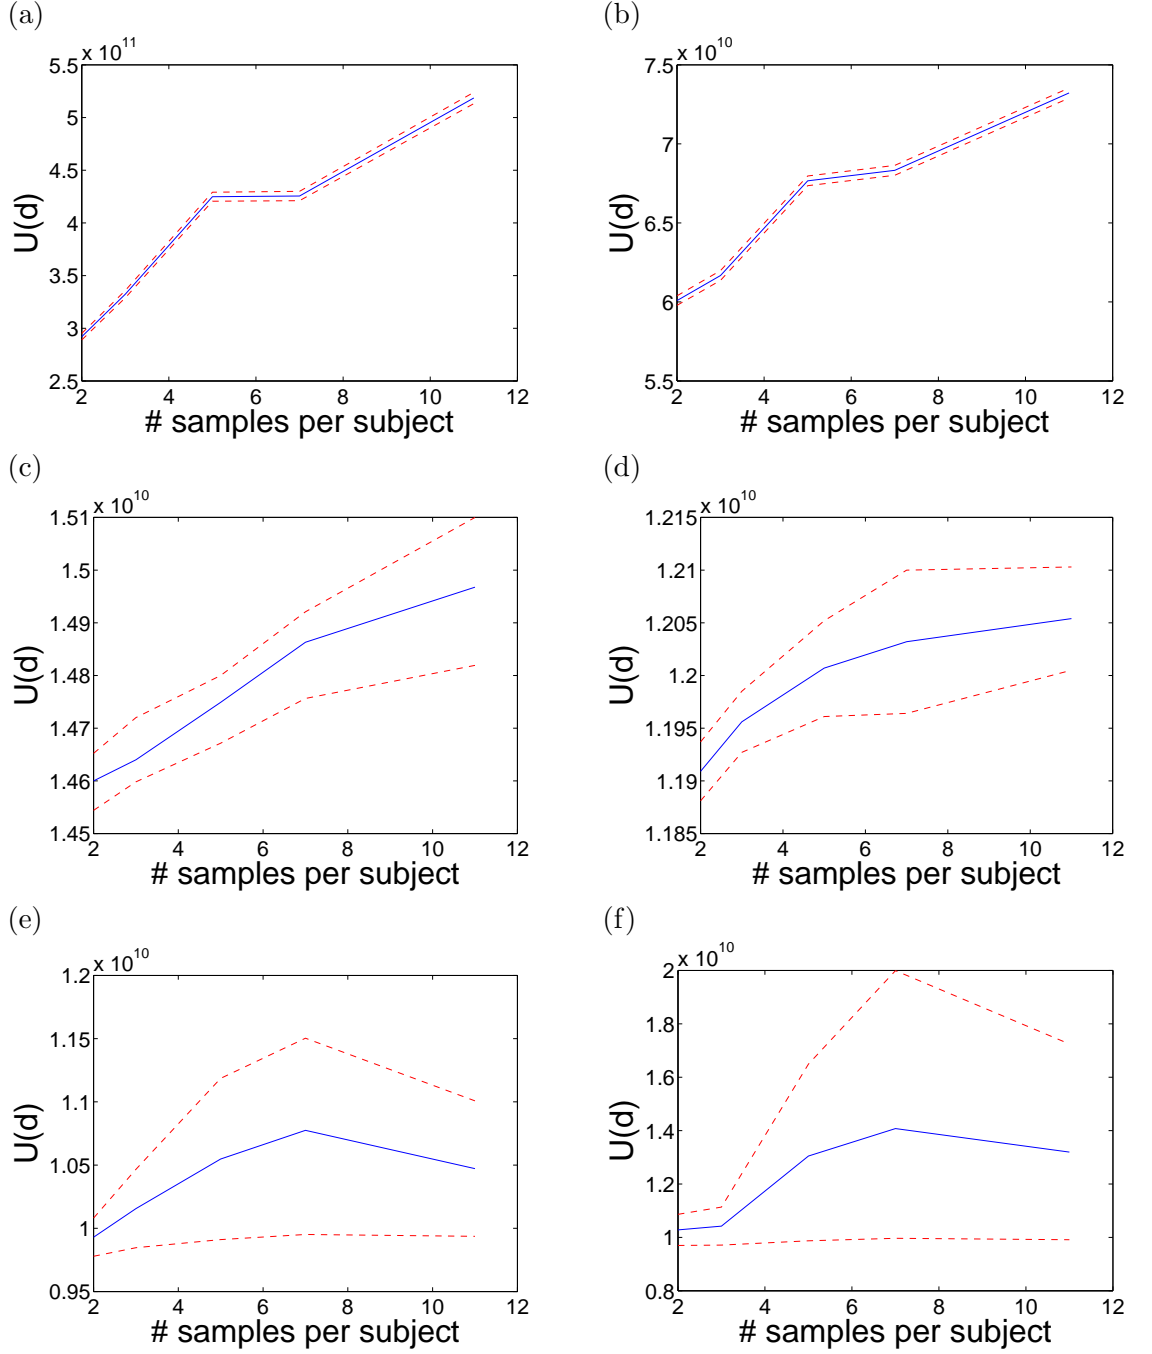 (a)
(b)
x 10^11
5.5
5
4.5
4
3.5
3
2.5
2 4 6 8 10 12
U(d)
# samples per subject
x 10^10
7.5
7
6.5
6
5.5
2 4 6 8 10 12
U(d)
# samples per subject
(c)
(d)
x 10^10
1.51
1.5
1.49
1.48
1.47
1.46
1.45
2 4 6 8 10 12
U(d)
# samples per subject
x 10^10
1.215
1.21
1.205
1.2
1.195
1.19
1.185
2 4 6 8 10 12
U(d)
# samples per subject
(e)
(f)
x 10^10
1.2
1.15
1.1
1.05
1
0.95
2 4 6 8 10 12
U(d)
# samples per subject
x 10^10
2
1.8
1.6
1.4
1.2
1
0.8
2 4 6 8 10 12
U(d)
# samples per subject